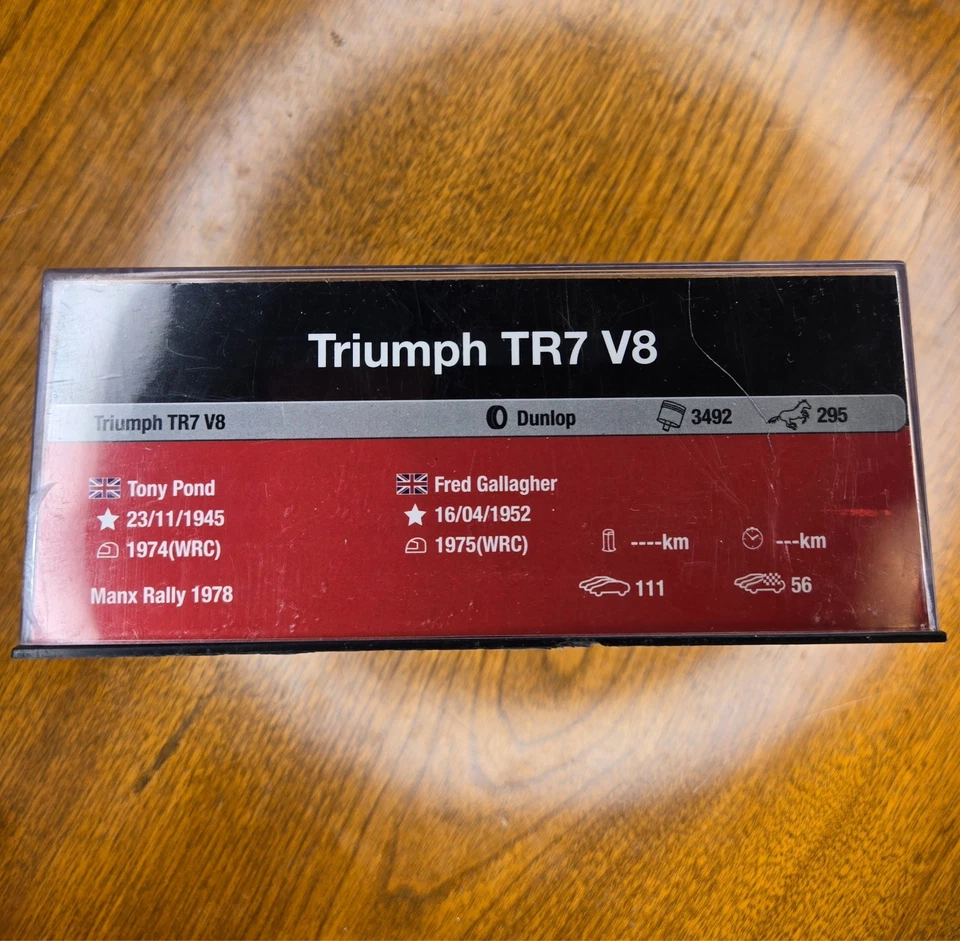 Triumph TR7 V8
Triumph TR7 V8 Dunlop 3492 295
Tony Pond Fred Gallagher
23/11/1945 16/04/1952
1974(WRC) 1975(WRC) ----km ---km
Manx Rally 1978 111 56